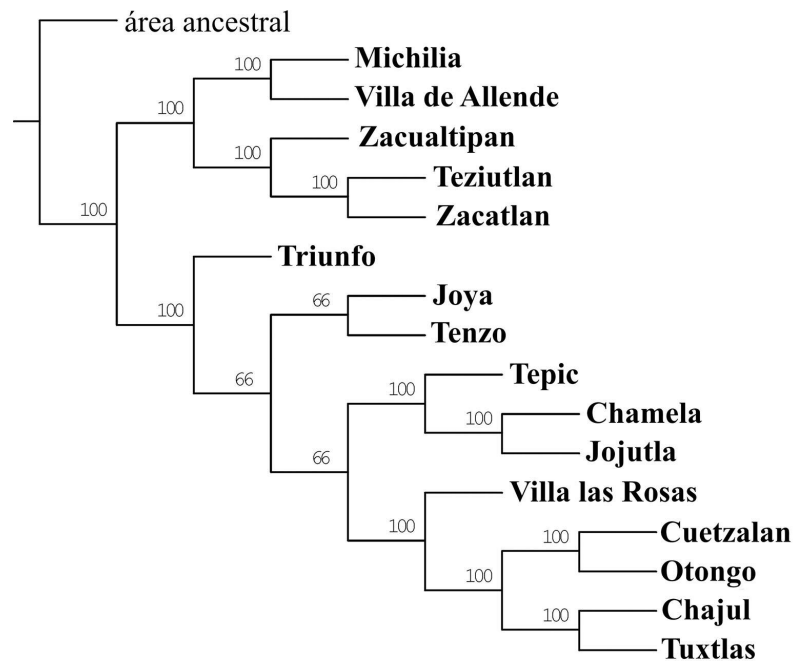 área ancestral
100 Michilia
Villa de Allende
100
100 Zacualtipan
100 Teziutlan
Zacatlan
100
Triunfo
100
66 Joya
Tenzo
66
100 Tepic
100 Chamela
Jojutla
66
Villa las Rosas
100
100 Cuetzalan
Otongo
100
100 Chajul
Tuxtlas